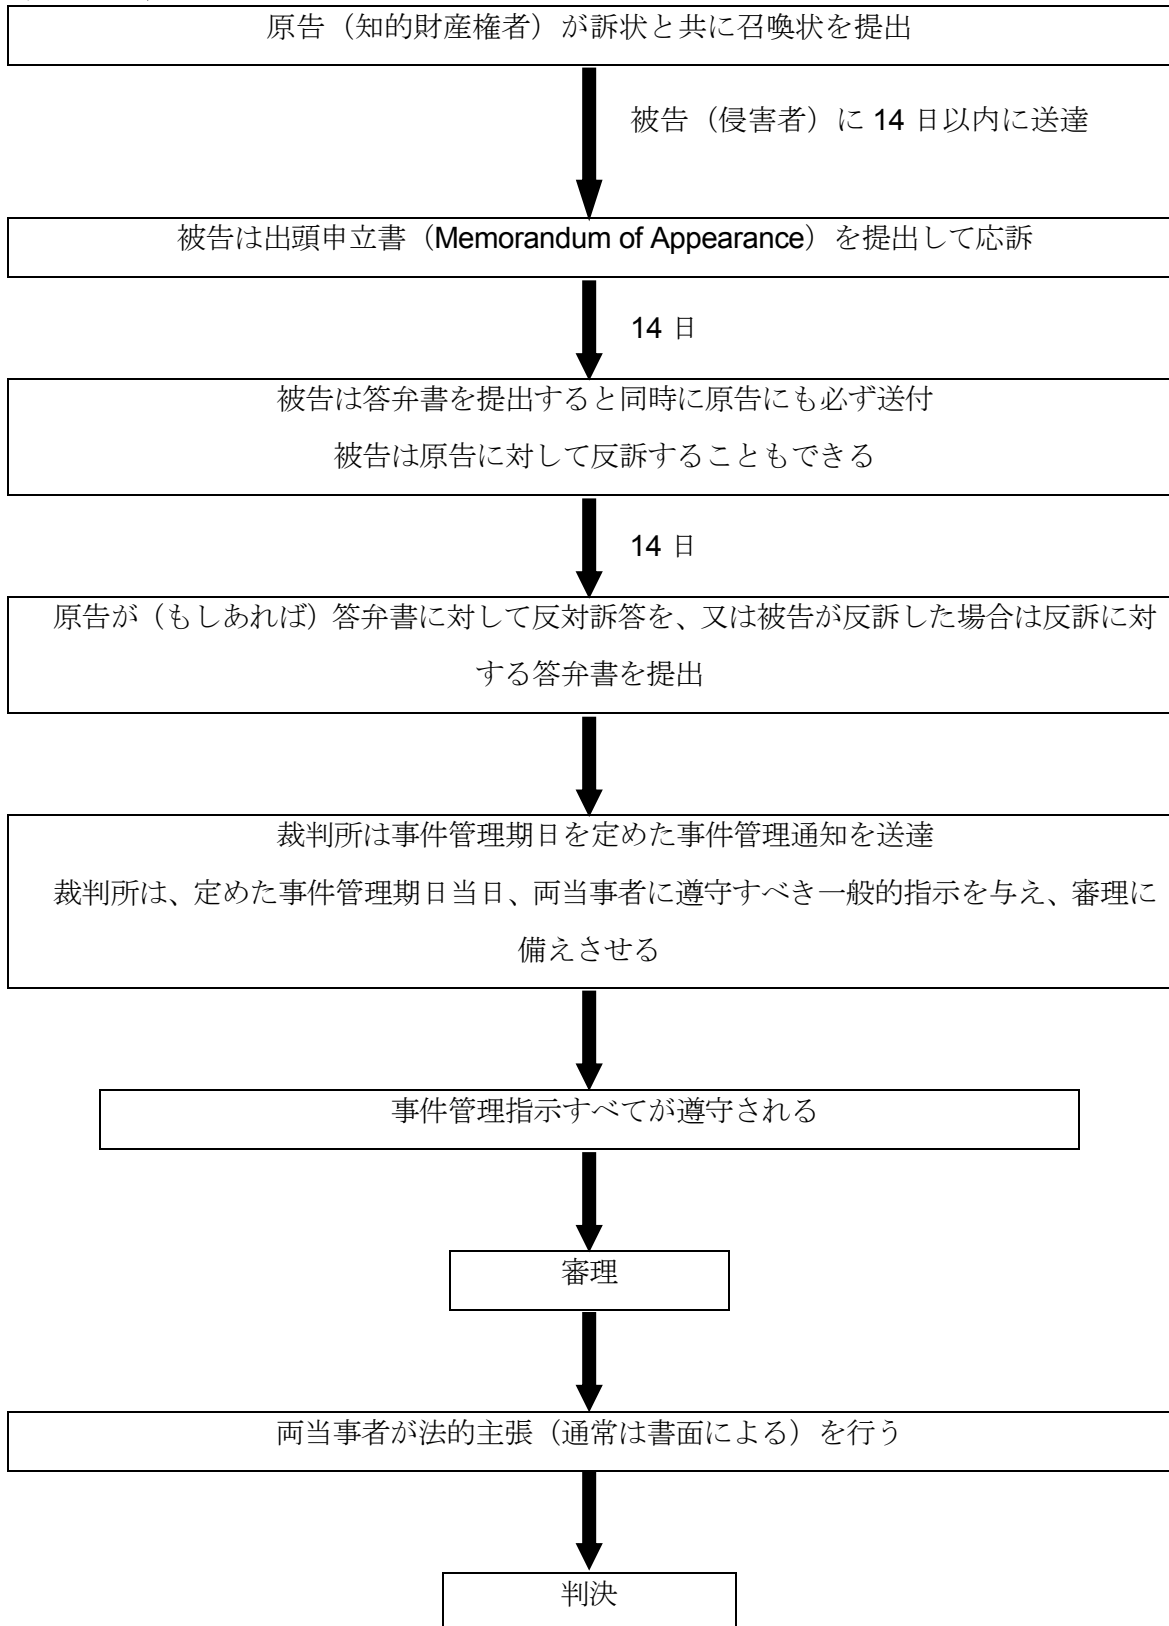 原告（知的財産権者）が訴状と共に召喚状を提出
被告（侵害者）に 14 日以内に送達
被告は出頭申立書（Memorandum of Appearance）を提出して応訴
14 日
被告は答弁書を提出すると同時に原告にも必ず送付
被告は原告に対して反訴することもできる
14 日
原告が（もしあれば）答弁書に対して反対訴答を、又は被告が反訴した場合は反訴に対
する答弁書を提出
裁判所は事件管理期日を定めた事件管理通知を送達
裁判所は、定めた事件管理期日当日、両当事者に遵守すべき一般的指示を与え、審理に
備えさせる
事件管理指示すべてが遵守される
審理
両当事者が法的主張（通常は書面による）を行う
判決